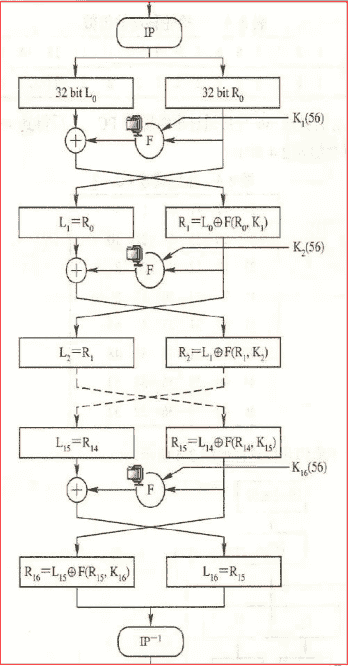 IP
32 bit L₀ 32 bit R₀
K₁(56)
F
L₁=R₀ R₁=L₀⊕F(R₀, K₁)
K₂(56)
F
L₂=R₁ R₂=L₁⊕F(R₁, K₂)
L₁₅=R₁₄ R₁₅=L₁₄⊕F(R₁₄, K₁₅)
K₁₆(56)
F
R₁₆=L₁₅⊕F(R₁₅, K₁₆) L₁₆=R₁₅
IP⁻¹